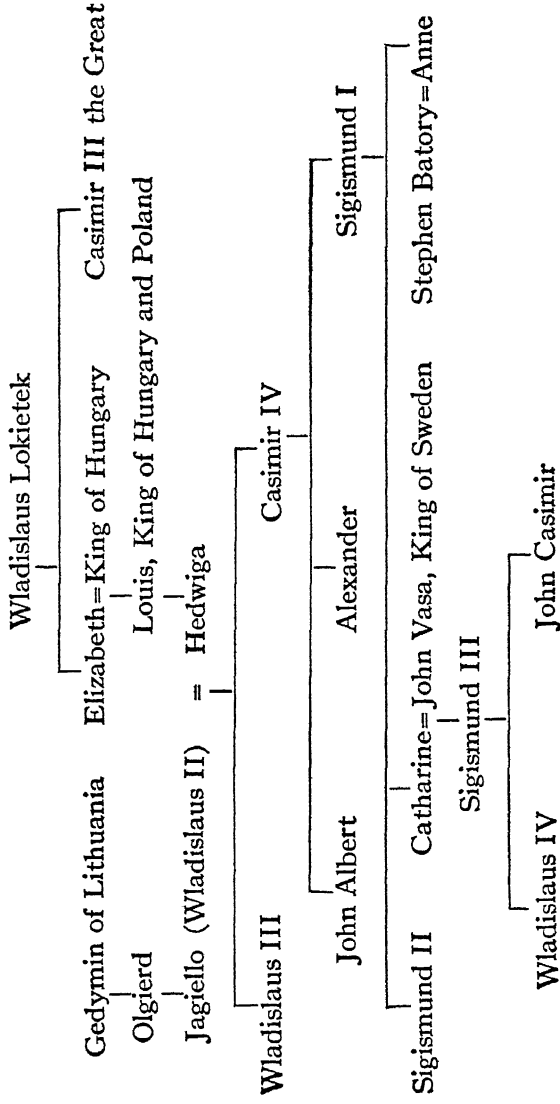 Wladislaus Lokietek
Gedymin of Lithuania Elizabeth=King of Hungary Casimir III the Great
Olgierd Louis, King of Hungary and Poland
Jagiello (Wladislaus II) = Hedwiga
Wladislaus III Casimir IV
John Albert Alexander Sigismund I
Sigismund II Catharine=John Vasa, King of Sweden Stephen Batory=Anne
Sigismund III
Wladislaus IV John Casimir